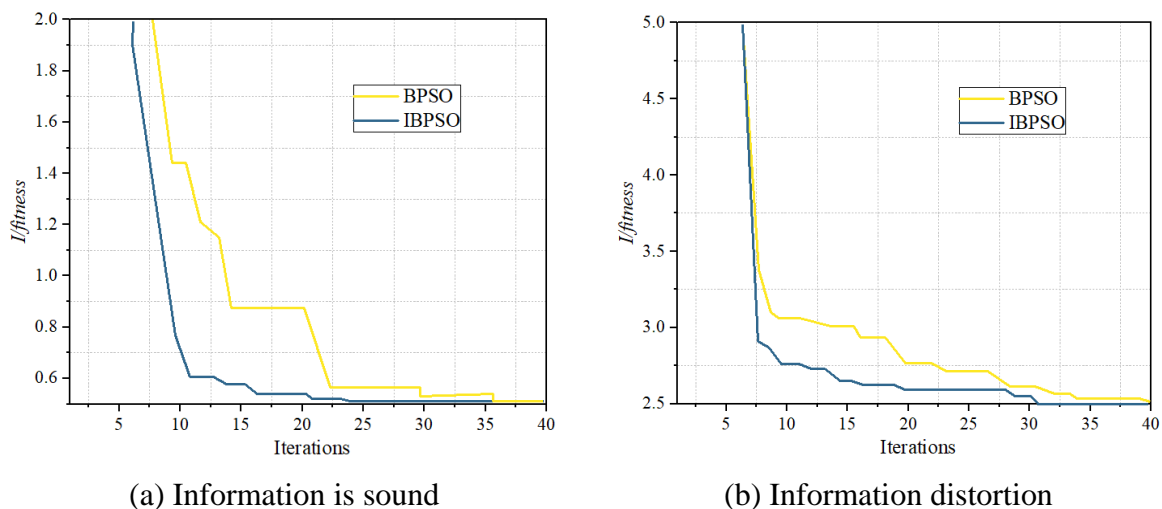 2.0
1.8
1.6
1.4
1.2
1.0
0.8
0.6
I/fitness
BPSO
IBPSO
5 10 15 20 25 30 35 40
Iterations
(a) Information is sound
5.0
4.5
4.0
3.5
3.0
2.5
I/fitness
BPSO
IBPSO
5 10 15 20 25 30 35 40
Iterations
(b) Information distortion